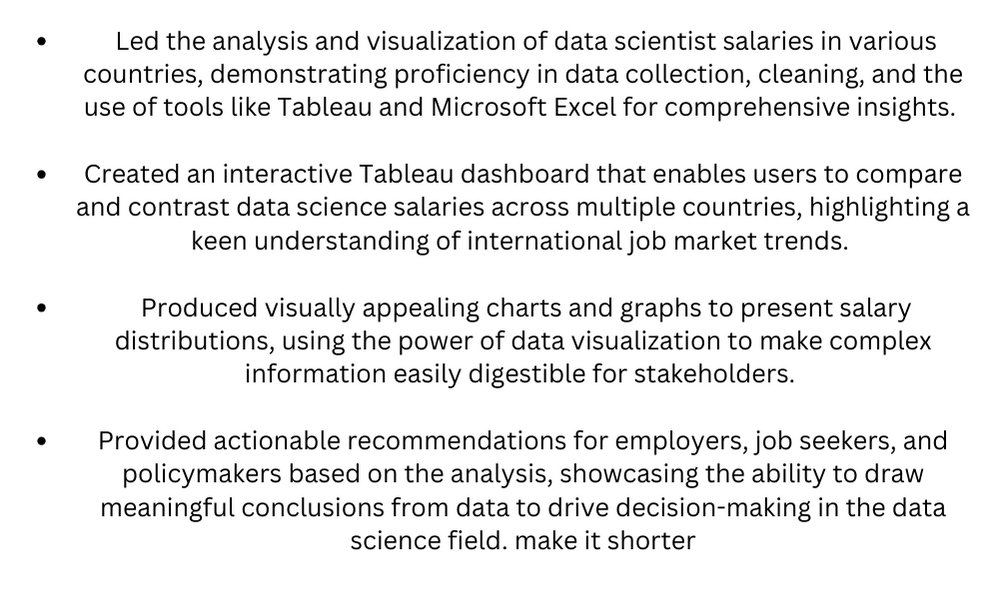 • Led the analysis and visualization of data scientist salaries in various
countries, demonstrating proficiency in data collection, cleaning, and the
use of tools like Tableau and Microsoft Excel for comprehensive insights.
• Created an interactive Tableau dashboard that enables users to compare
and contrast data science salaries across multiple countries, highlighting a
keen understanding of international job market trends.
• Produced visually appealing charts and graphs to present salary
distributions, using the power of data visualization to make complex
information easily digestible for stakeholders.
• Provided actionable recommendations for employers, job seekers, and
policymakers based on the analysis, showcasing the ability to draw
meaningful conclusions from data to drive decision-making in the data
science field. make it shorter